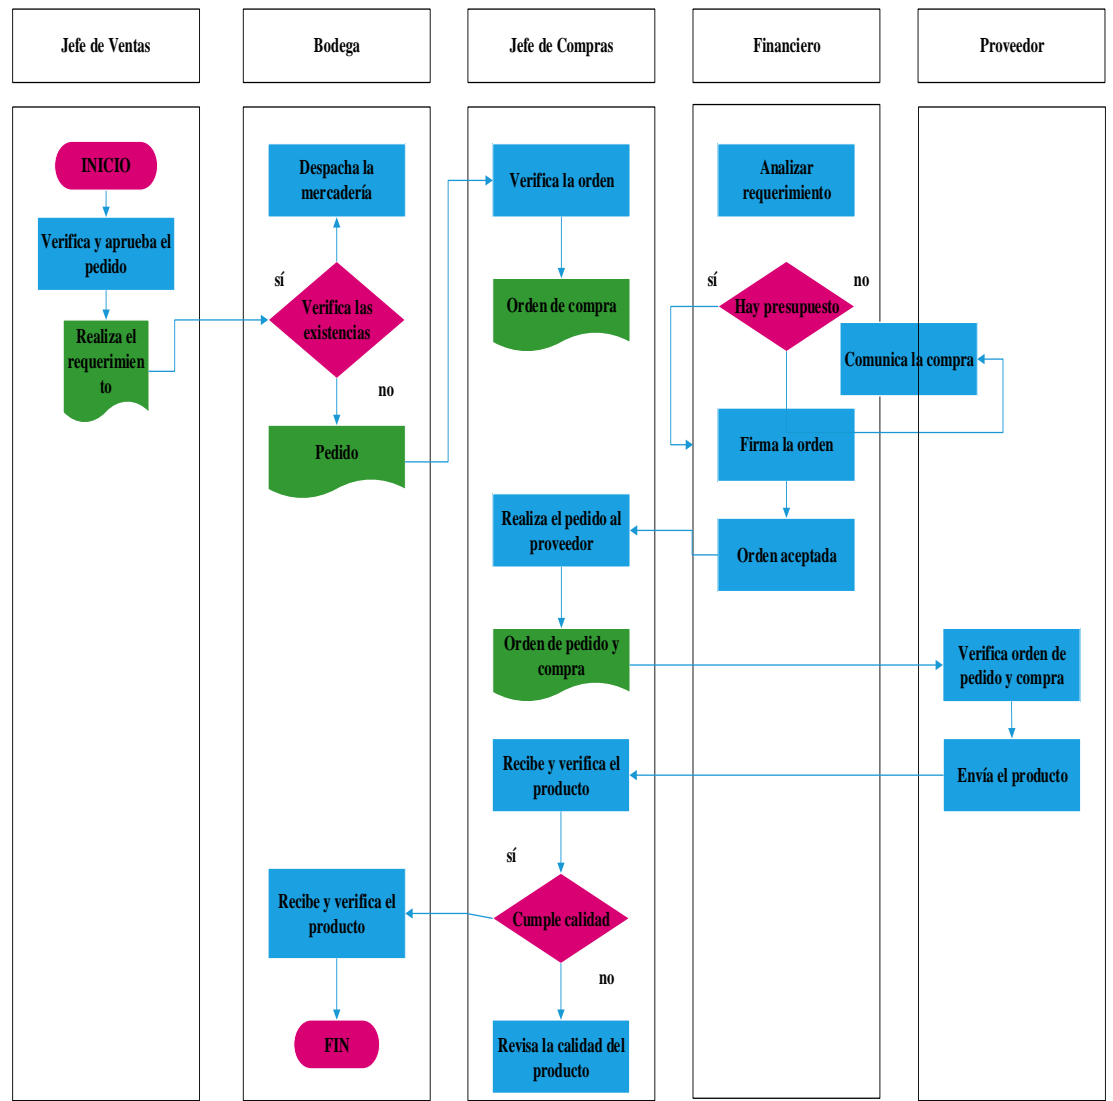 Jefe de Ventas
Bodega
Jefe de Compras
Financiero
Proveedor
INICIO
Verifica y aprueba el
pedido
Realiza el
requerimien
to
Despacha la
mercadería
sí
Verifica las
existencias
no
Pedido
Verifica la orden
Orden de compra
Analizar
requerimiento
sí
no
Hay presupuesto
Comunica la compra
Firma la orden
Orden aceptada
Realiza el pedido al
proveedor
Orden de pedido y
compra
Verifica orden de
pedido y compra
Envía el producto
Recibe y verifica el
producto
sí
Cumple calidad
no
Recibe y verifica el
producto
FIN
Revisa la calidad del
producto